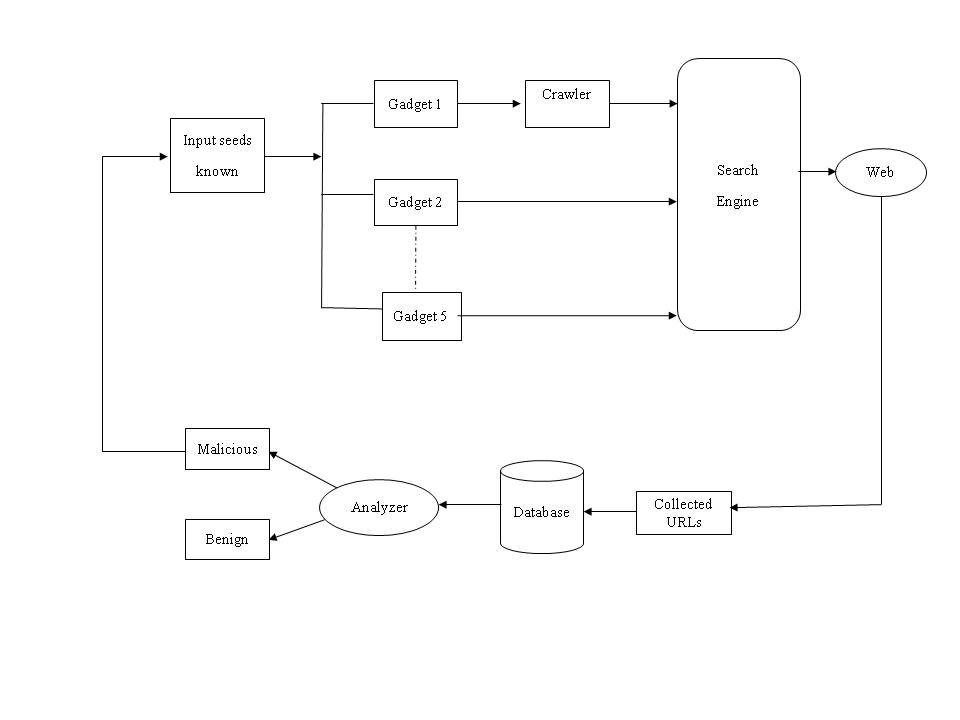 Gadget 1
Crawler
Input seeds
known
Search
Engine
Web
Gadget 2
Gadget 5
Malicious
Analyzer
Database
Collected
URLs
Benign